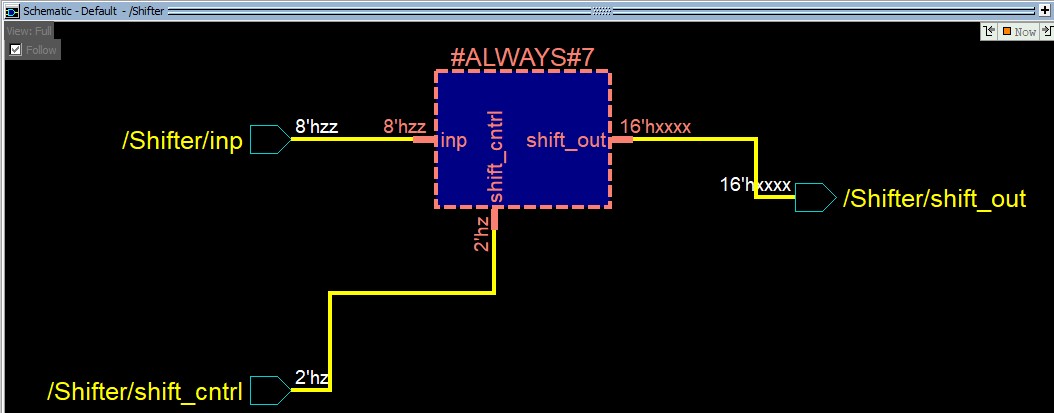 Schematic - Default - /Shifter
View: Full
Follow
Now
#ALWAYS#7
/Shifter/inp
8'hzz
8'hzz
inp
shift_cntrl
shift_out
16'hxxxx
16'hxxxx
/Shifter/shift_out
2'hz
/Shifter/shift_cntrl
2'hz